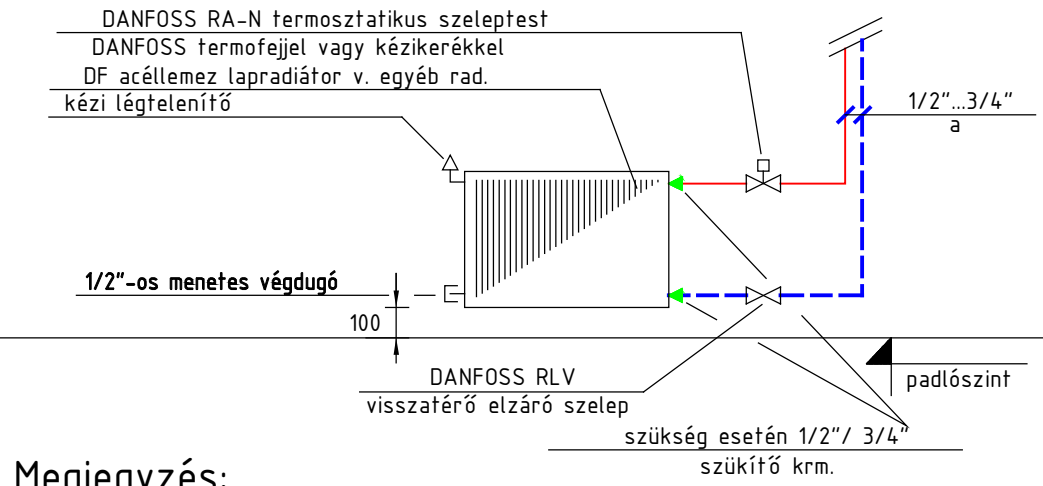 DANFOSS RA-N termosztatikus szeleptest
DANFOSS termofejjel vagy kézikerékkel
DF acéllemez lapradiátor v. egyéb rad.
kézi légtelenítő
1/2"...3/4"
a
1/2"-os menetes végdugó
100
DANFOSS RLV
visszatérő elzáró szelep
padlószint
szükség esetén 1/2"/ 3/4"
szükítő krm.
Megjegyzés: